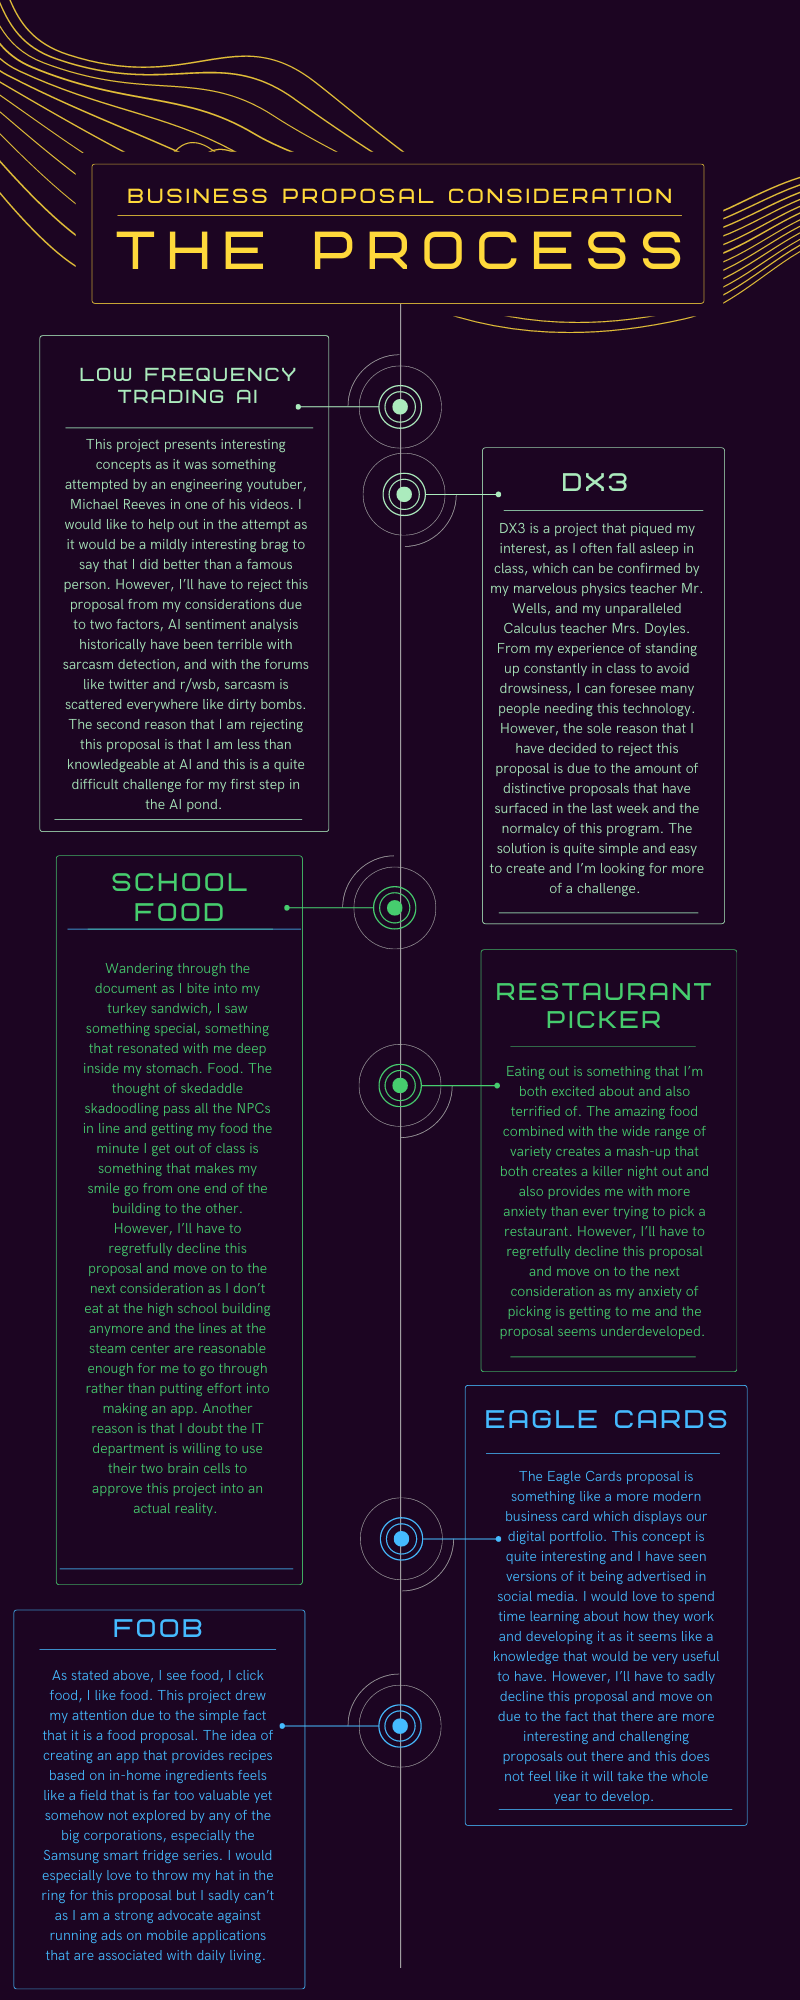 BUSINESS PROPOSAL CONSIDERATION
THE PROCESS
LOW FREQUENCY
TRADING AI
This project presents interesting
concepts as it was something
attempted by an engineering youtuber,
Michael Reeves in one of his videos. I
would like to help out in the attempt as
it would be a mildly interesting brag to
say that I did better than a famous
person. However, I'll have to reject this
proposal from my considerations due
to two factors, AI sentiment analysis
historically have been terrible with
sarcasm detection, and with the forums
like twitter and r/wsb, sarcasm is
scattered everywhere like dirty bombs.
The second reason that I am rejecting
this proposal is that I am less than
knowledgeable at AI and this is a quite
difficult challenge for my first step in
the AI pond.
DX3
DX3 is a project that piqued my
interest, as I often fall asleep in
class, which can be confirmed by
my marvelous physics teacher Mr.
Wells, and my unparalleled
Calculus teacher Mrs. Doyles.
From my experience of standing
up constantly in class to avoid
drowsiness, I can foresee many
people needing this technology.
However, the sole reason that I
have decided to reject this
proposal is due to the amount of
distinctive proposals that have
surfaced in the last week and the
normalcy of this program. The
solution is quite simple and easy
to create and I'm looking for more
of a challenge.
SCHOOL
FOOD
Wandering through the
document as I bite into my
turkey sandwich, I saw
something special, something
that resonated with me deep
inside my stomach. Food. The
thought of skedaddle
skadoodling pass all the NPCs
in line and getting my food the
minute I get out of class is
something that makes my
smile go from one end of the
building to the other.
However, I'll have to
regretfully decline this
proposal and move on to the
next consideration as I don't
eat at the high school building
anymore and the lines at the
steam center are reasonable
enough for me to go through
rather than putting effort into
making an app. Another
reason is that I doubt the IT
department is willing to use
their two brain cells to
approve this project into an
actual reality.
RESTAURANT
PICKER
Eating out is something that I'm
both excited about and also
terrified of. The amazing food
combined with the wide range of
variety creates a mash-up that
both creates a killer night out and
also provides me with more
anxiety than ever trying to pick a
restaurant. However, I'll have to
regretfully decline this proposal
and move on to the next
consideration as my anxiety of
picking is getting to me and the
proposal seems underdeveloped.
EAGLE CARDS
The Eagle Cards proposal is
something like a more modern
business card which displays our
digital portfolio. This concept is
quite interesting and I have seen
versions of it being advertised in
social media. I would love to spend
time learning about how they work
and developing it as it seems like a
knowledge that would be very useful
to have. However, I'll have to sadly
decline this proposal and move on
due to the fact that there are more
interesting and challenging
proposals out there and this does
not feel like it will take the whole
year to develop.
FOOB
As stated above, I see food, I click
food, I like food. This project drew
my attention due to the simple fact
that it is a food proposal. The idea of
creating an app that provides recipes
based on in-home ingredients feels
like a field that is far too valuable yet
somehow not explored by any of the
big corporations, especially the
Samsung smart fridge series. I would
especially love to throw my hat in the
ring for this proposal but I sadly can't
as I am a strong advocate against
running ads on mobile applications
that are associated with daily living.